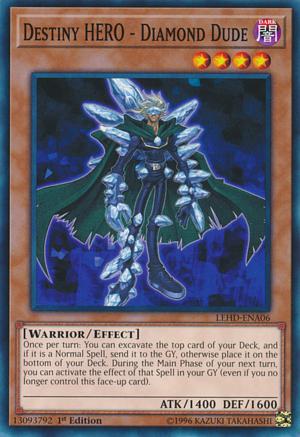 DESTINY HERO - DIAMOND DUDE
DARK
闇
LEHD-ENA06
[WARRIOR/EFFECT]
Once per turn: You can excavate the top card of your Deck, and
if it is a Normal Spell, send it to the GY, otherwise place it on
the bottom of your Deck. During the Main Phase of your next turn,
you can activate the effect of that Spell in your GY (even if you no
longer control this face-up card).
ATK/1400 DEF/1600
13093792 1st Edition ©1996 KAZUKI TAKAHASHI